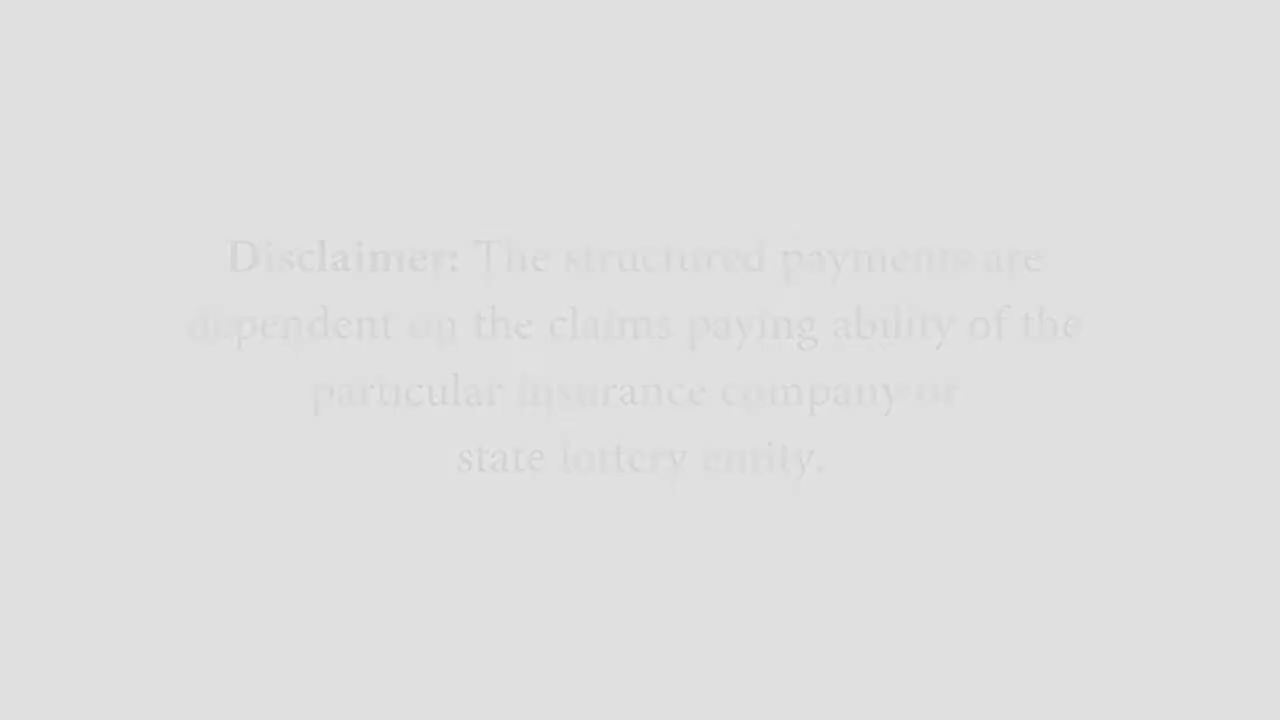 Disclaimer: The structured payments are
dependent on the claims paying ability of the
particular insurance company or
state lottery entity.